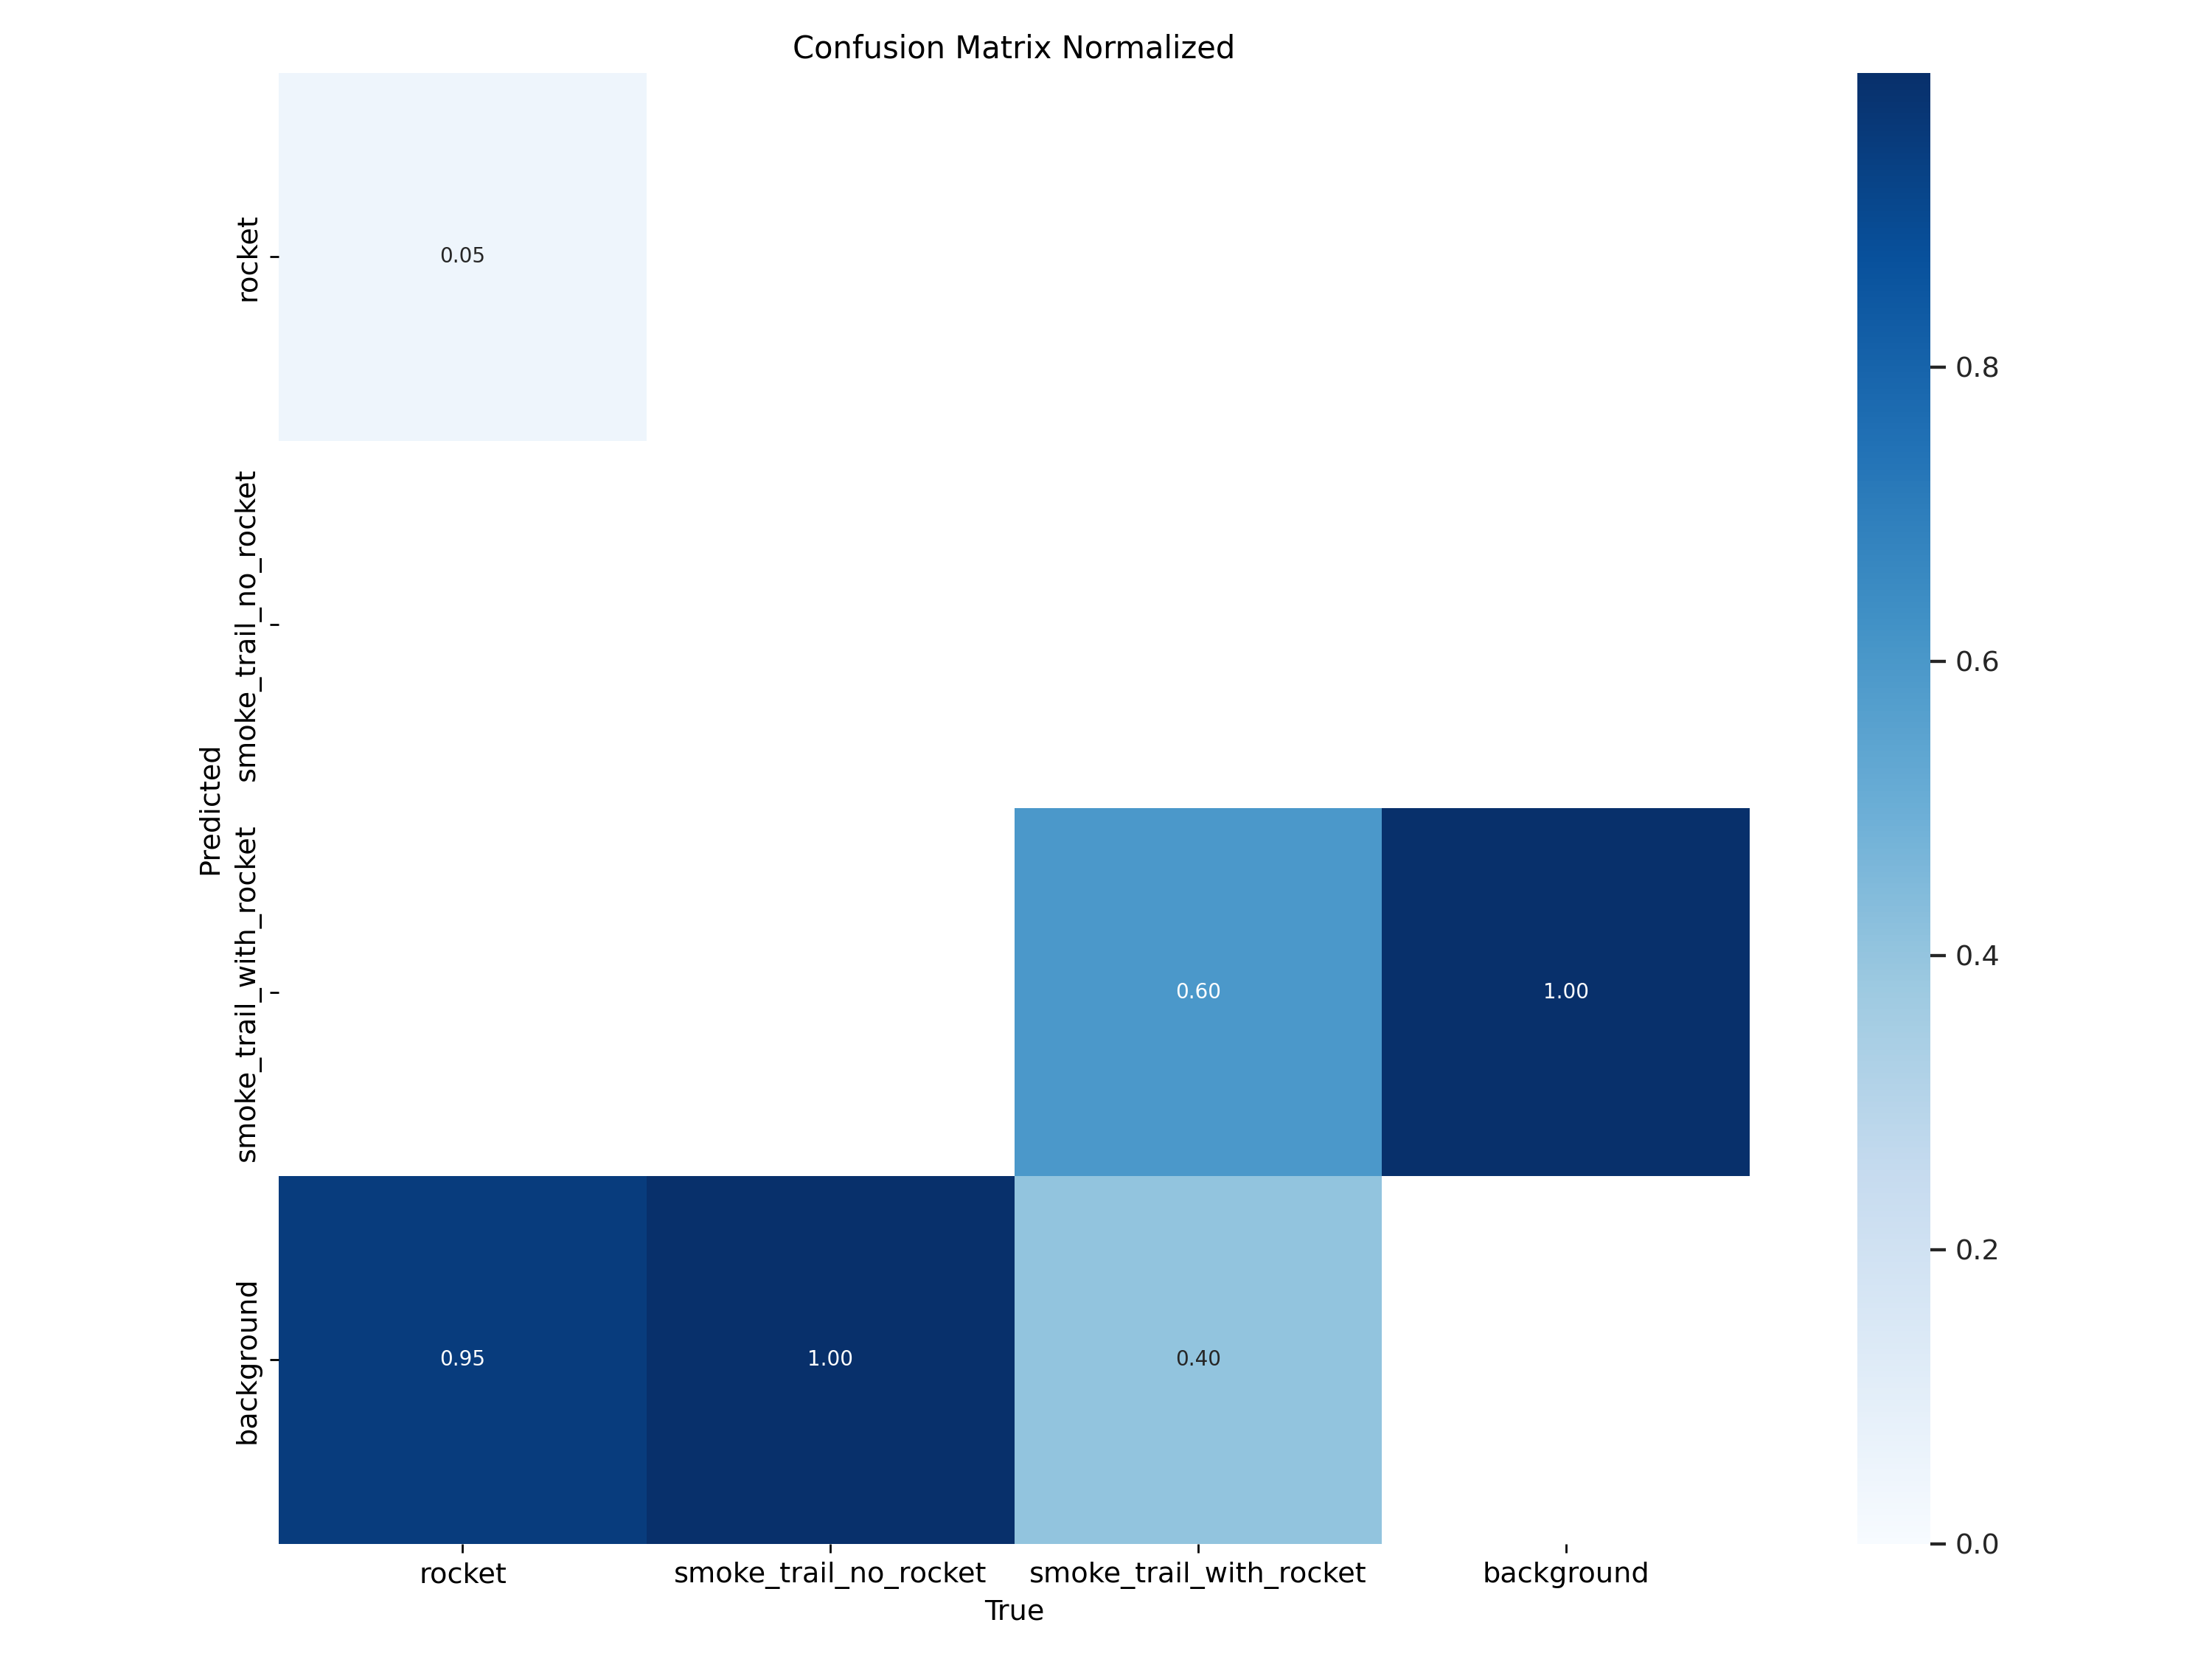 Confusion Matrix Normalized
Predicted
rocket
smoke_trail_no_rocket
smoke_trail_with_rocket
background
0.05
0.60
1.00
0.95
1.00
0.40
rocket
smoke_trail_no_rocket
smoke_trail_with_rocket
background
True
0.8
0.6
0.4
0.2
0.0